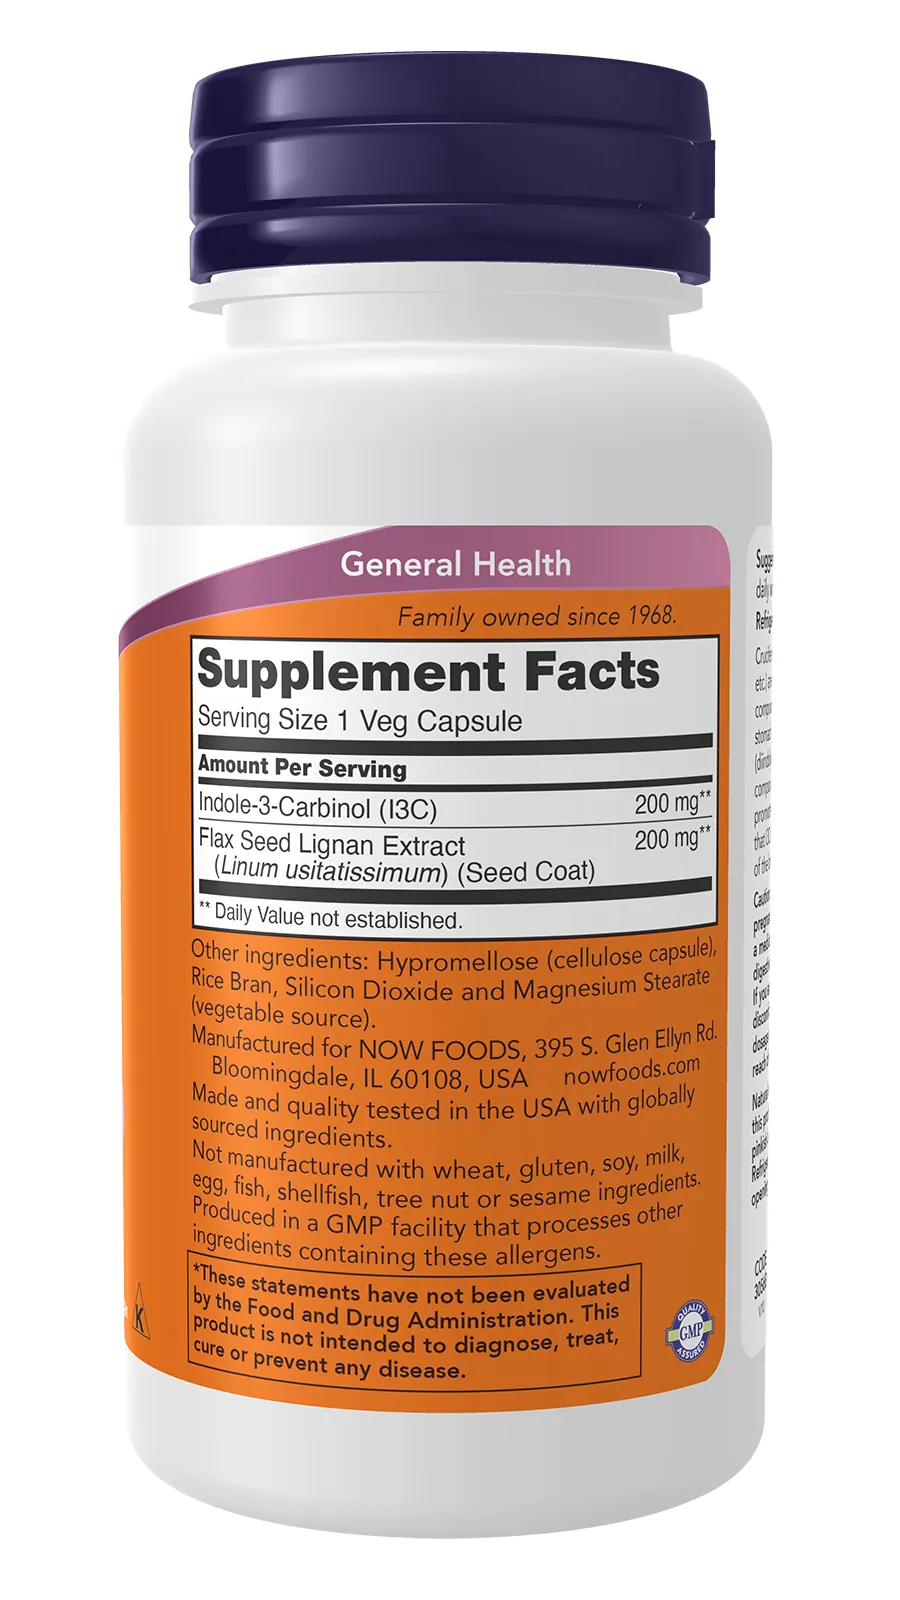 General Health
Family owned since 1968.
Supplement Facts
Serving Size 1 Veg Capsule
Amount Per Serving
Indole-3-Carbinol (I3C) 200 mg**
Flax Seed Lignan Extract 200 mg**
(Linum usitatissimum) (Seed Coat)
** Daily Value not established.
Other ingredients: Hypromellose (cellulose capsule),
Rice Bran, Silicon Dioxide and Magnesium Stearate
(vegetable source).
Manufactured for NOW FOODS, 395 S. Glen Ellyn Rd.
Bloomingdale, IL 60108, USA nowfoods.com
Made and quality tested in the USA with globally
sourced ingredients.
Not manufactured with wheat, gluten, soy, milk,
egg, fish, shellfish, tree nut or sesame ingredients.
Produced in a GMP facility that processes other
ingredients containing these allergens.
*These statements have not been evaluated
by the Food and Drug Administration. This
product is not intended to diagnose, treat,
cure or prevent any disease.
K
QUALITY
GMP
ASSURED